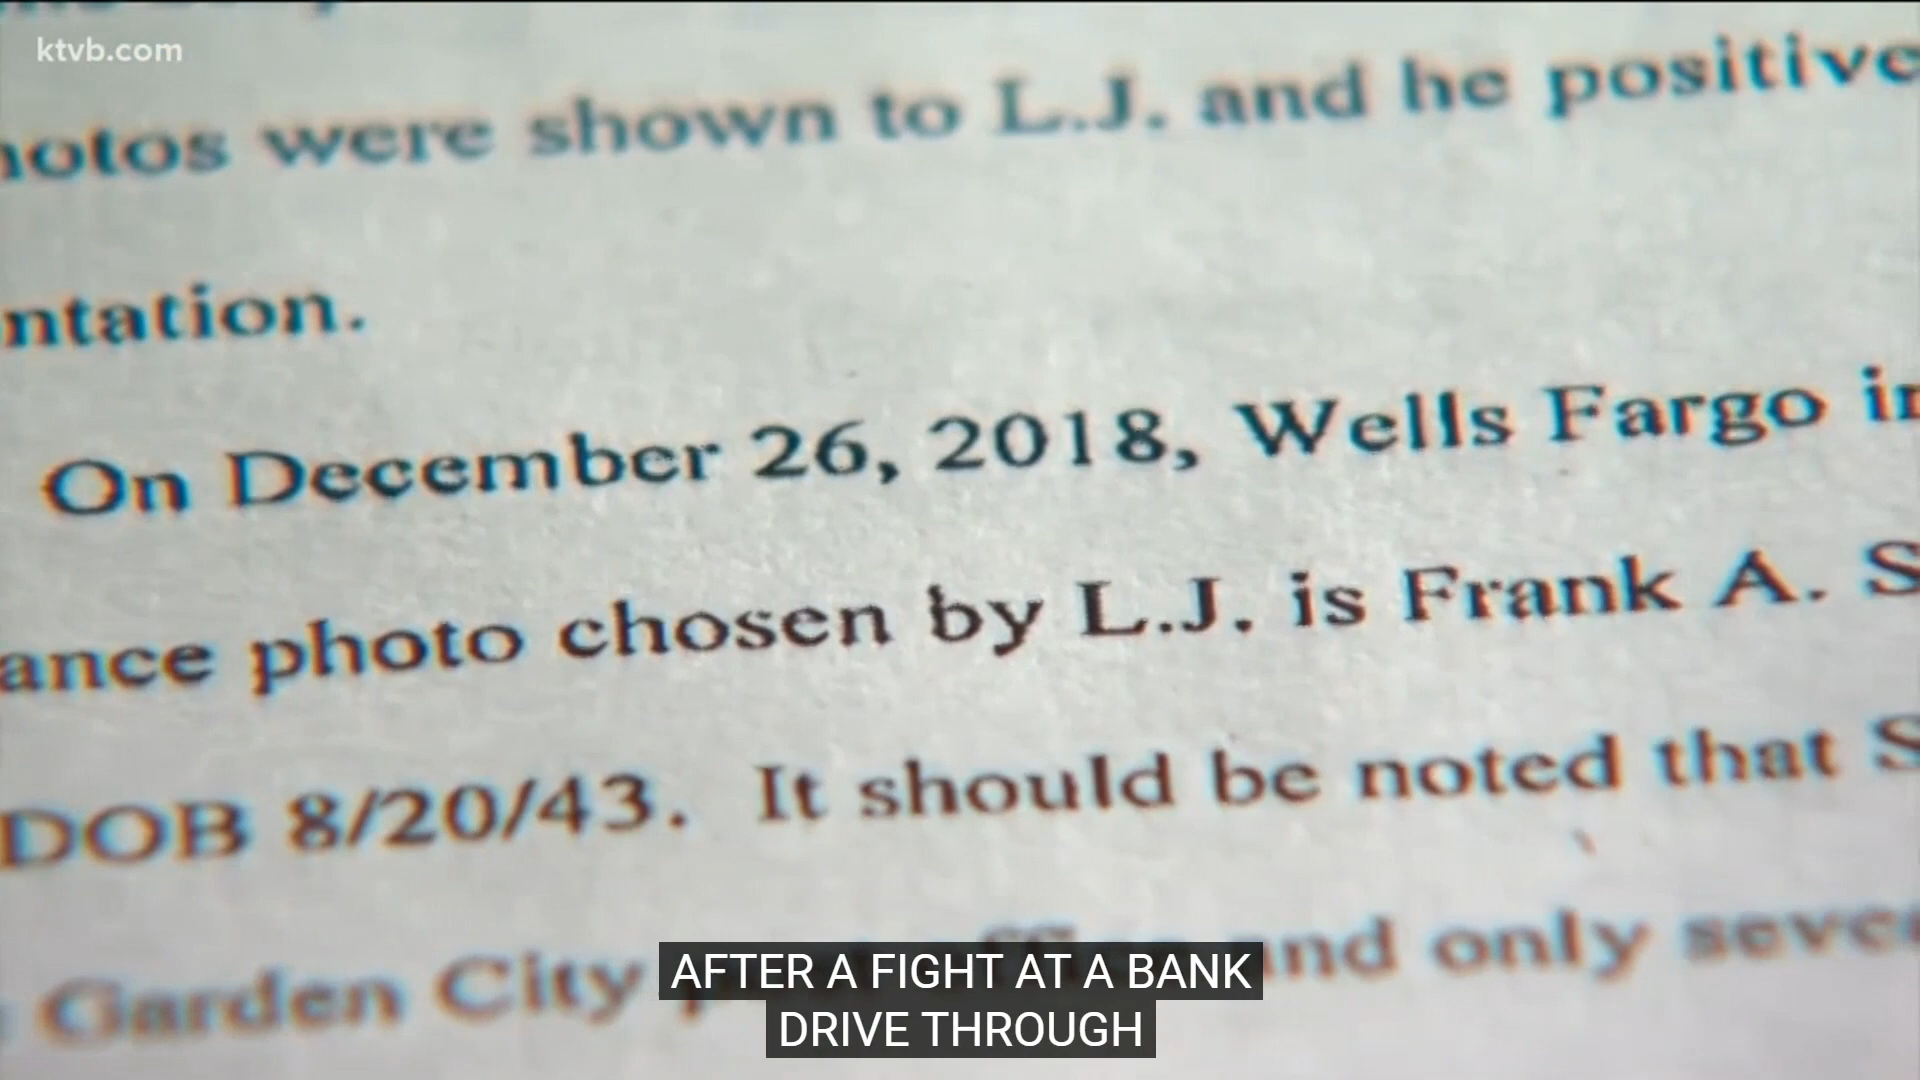 ktvb.com
hotos were shown to L.J. and he positive
ntation.
On December 26, 2018, Wells Fargo in
ance photo chosen by L.J. is Frank A. S
DOB 8/20/43. It should be noted that S
Garden City and only seve
AFTER A FIGHT AT A BANK
DRIVE THROUGH